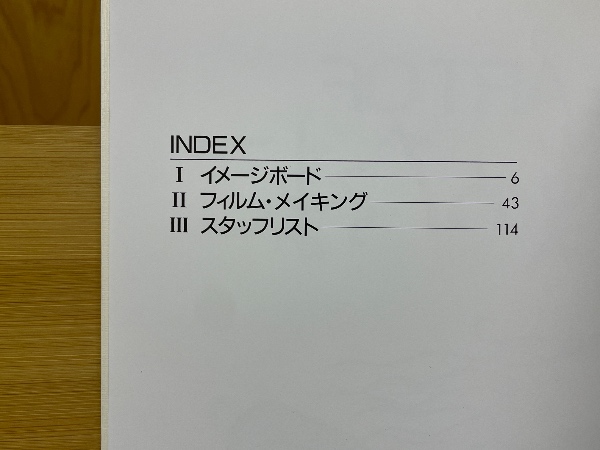 INDEX
Ⅰ イメージボード 6
Ⅱ フィルム・メイキング 43
Ⅲ スタッフリスト 114